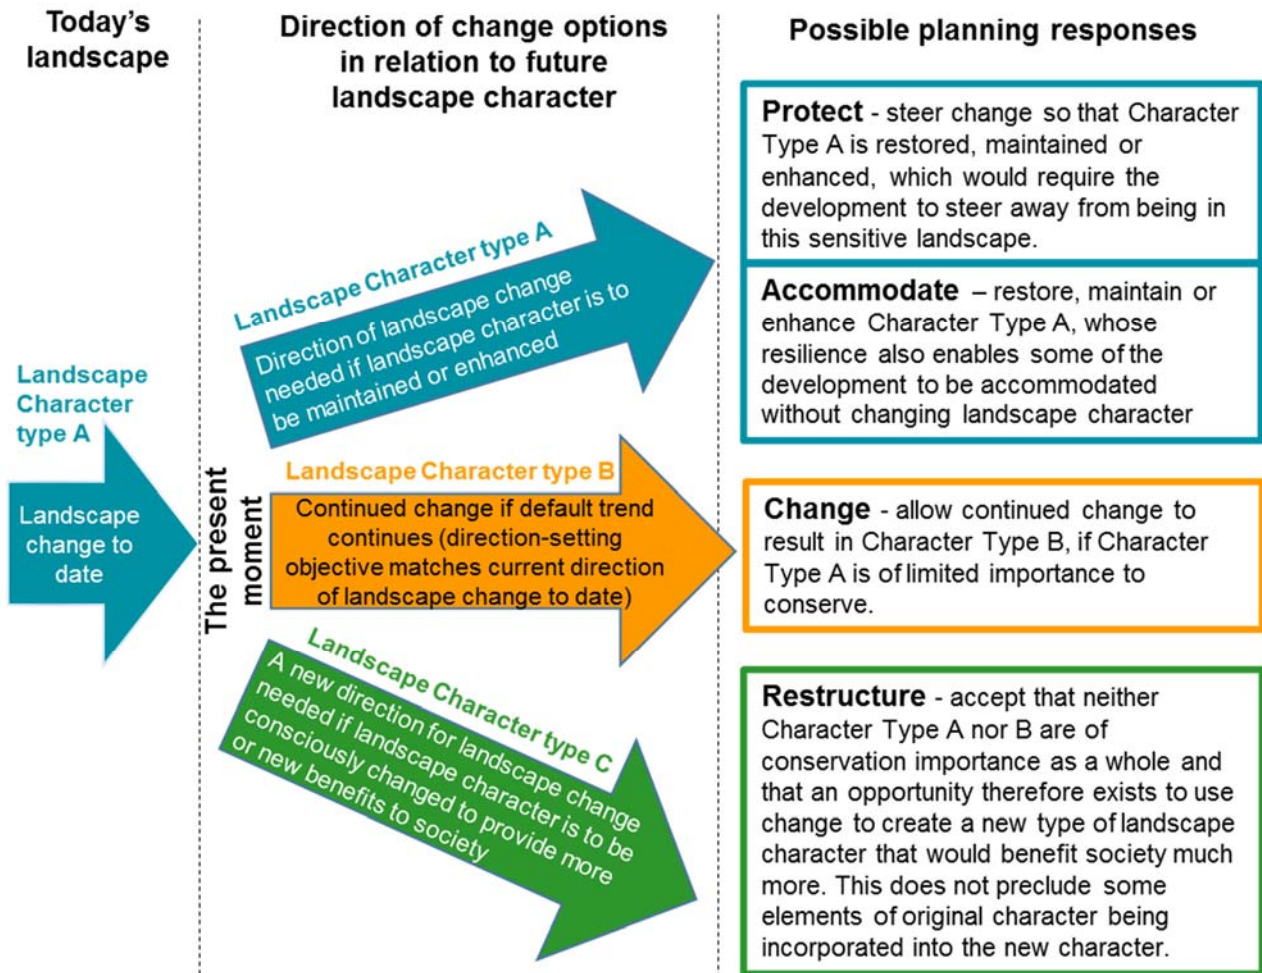 Today's
landscape
Direction of change options
in relation to future
landscape character
Possible planning responses
Landscape
Character
type A
Landscape
change to
date
The present
moment
Landscape Character type A
Direction of landscape change
needed if landscape character is to
be maintained or enhanced
Landscape Character type B
Continued change if default trend
continues (direction-setting
objective matches current direction
of landscape change to date)
Landscape Character type C
A new direction for landscape change
needed if landscape character is to be
consciously changed to provide more
or new benefits to society
Protect - steer change so that Character
Type A is restored, maintained or
enhanced, which would require the
development to steer away from being in
this sensitive landscape.
Accommodate – restore, maintain or
enhance Character Type A, whose
resilience also enables some of the
development to be accommodated
without changing landscape character
Change - allow continued change to
result in Character Type B, if Character
Type A is of limited importance to
conserve.
Restructure - accept that neither
Character Type A nor B are of
conservation importance as a whole and
that an opportunity therefore exists to use
change to create a new type of landscape
character that would benefit society much
more. This does not preclude some
elements of original character being
incorporated into the new character.